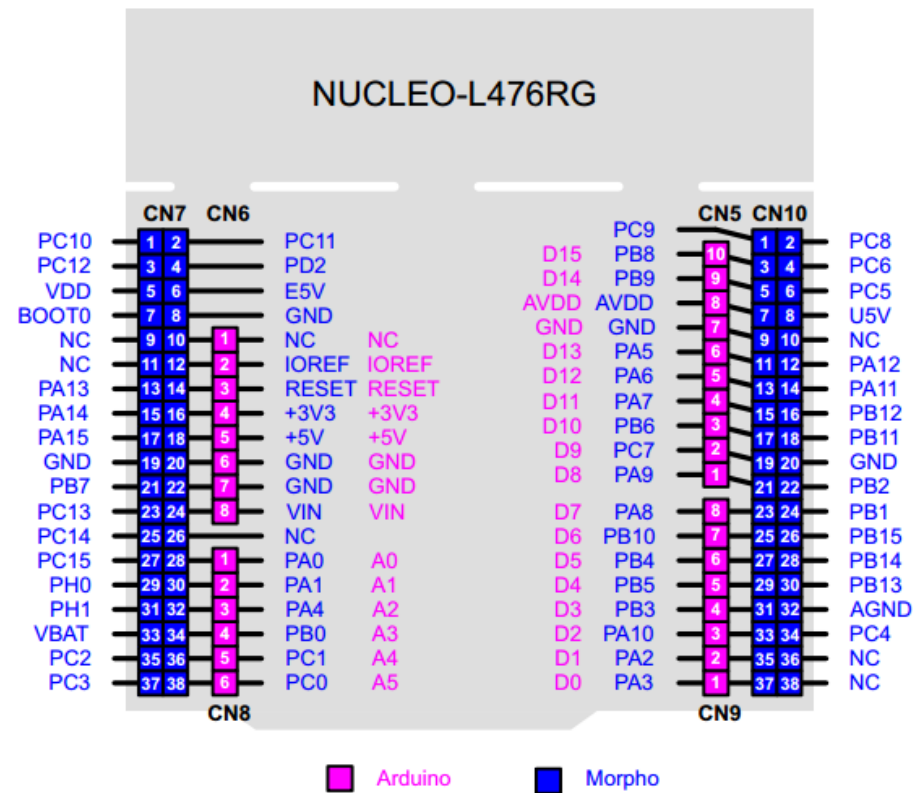 NUCLEO-L476RG
CN7 CN6 CN5 CN10
PC9
PC10 1 2 PC11 1 2 PC8
PC12 3 4 PD2 D15 PB8 10 3 4 PC6
VDD 5 6 E5V D14 PB9 9 5 6 PC5
BOOT0 7 8 GND AVDD AVDD 8 7 8 U5V
NC 9 10 1 NC NC GND GND 7 9 10 NC
NC 11 12 2 IOREF IOREF D13 PA5 6 11 12 PA12
PA13 13 14 3 RESET RESET D12 PA6 5 13 14 PA11
PA14 15 16 4 +3V3 +3V3 D11 PA7 4 15 16 PB12
PA15 17 18 5 +5V +5V D10 PB6 3 17 18 PB11
GND 19 20 6 GND GND D9 PC7 2 19 20 GND
PB7 21 22 7 GND GND D8 PA9 1 21 22 PB2
PC13 23 24 8 VIN VIN D7 PA8 8 23 24 PB1
PC14 25 26 NC D6 PB10 7 25 26 PB15
PC15 27 28 1 PA0 A0 D5 PB4 6 27 28 PB14
PH0 29 30 2 PA1 A1 D4 PB5 5 29 30 PB13
PH1 31 32 3 PA4 A2 D3 PB3 4 31 32 AGND
VBAT 33 34 4 PB0 A3 D2 PA10 3 33 34 PC4
PC2 35 36 5 PC1 A4 D1 PA2 2 35 36 NC
PC3 37 38 6 PC0 A5 D0 PA3 1 37 38 NC
CN8 CN9
Arduino Morpho